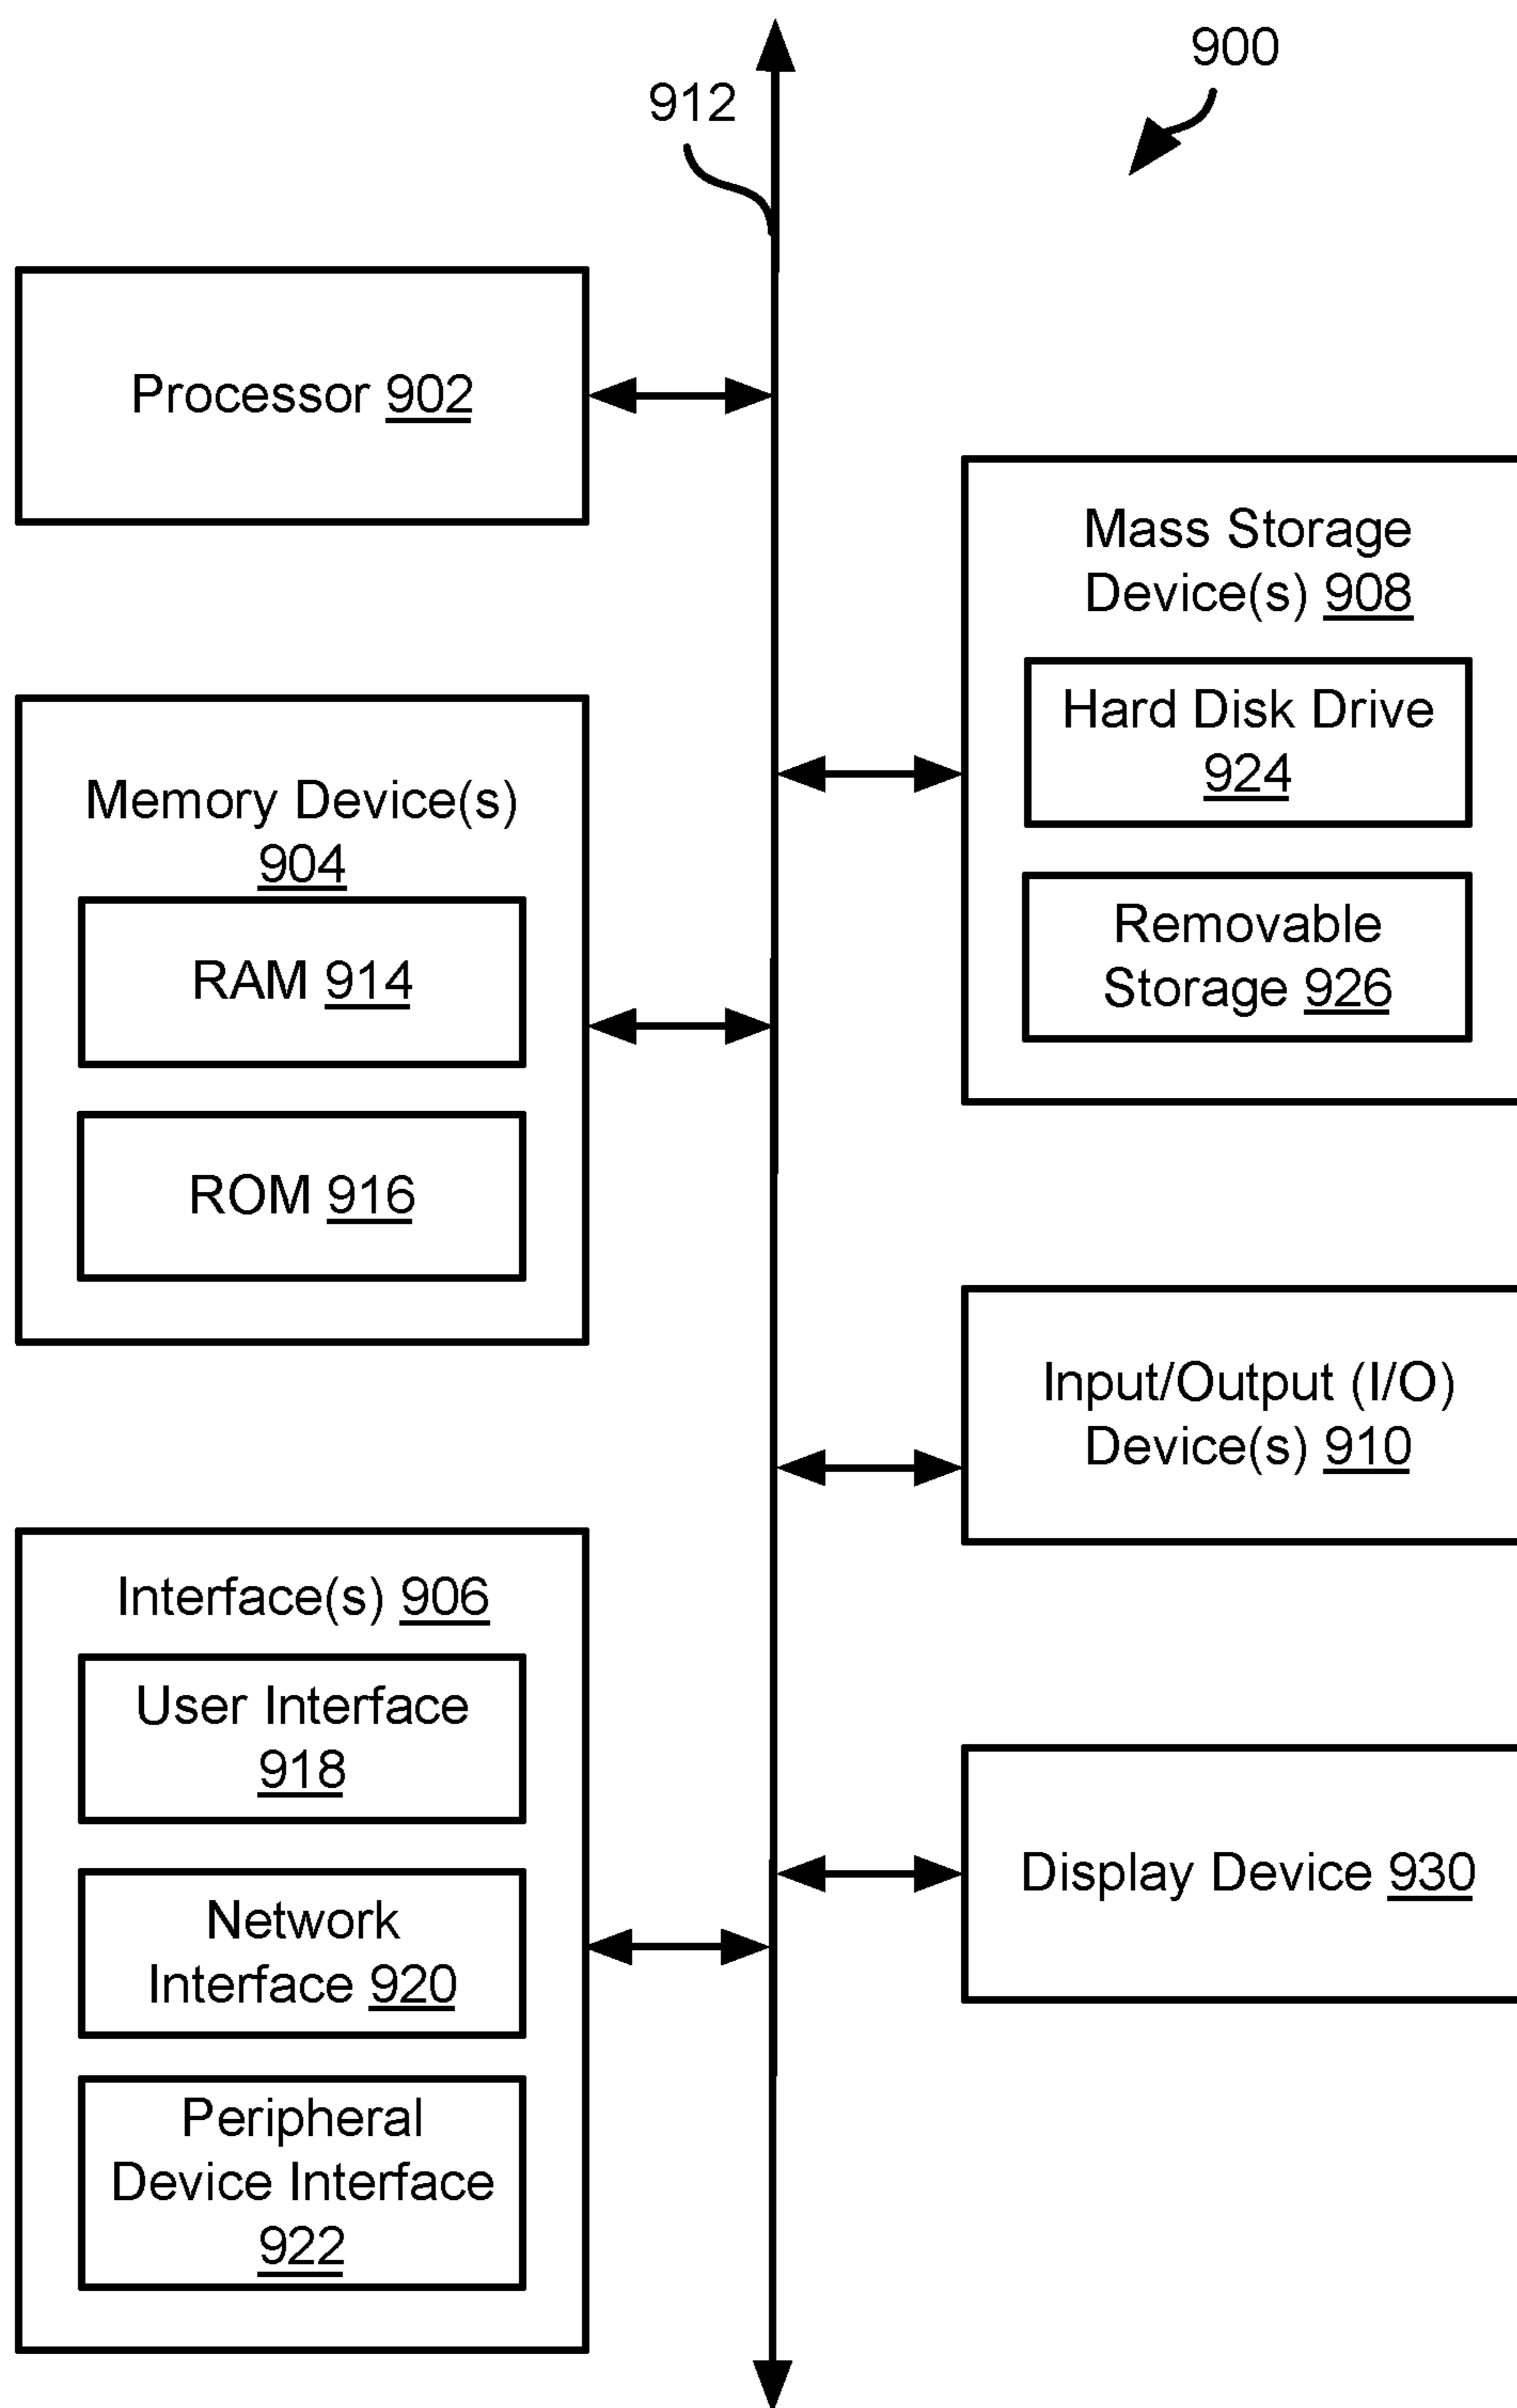 900
912
Processor 902
Mass Storage
Device(s) 908
Hard Disk Drive
924
Removable
Storage 926
Memory Device(s)
904
RAM 914
ROM 916
Input/Output (I/O)
Device(s) 910
Interface(s) 906
User Interface
918
Network
Interface 920
Peripheral
Device Interface
922
Display Device 930